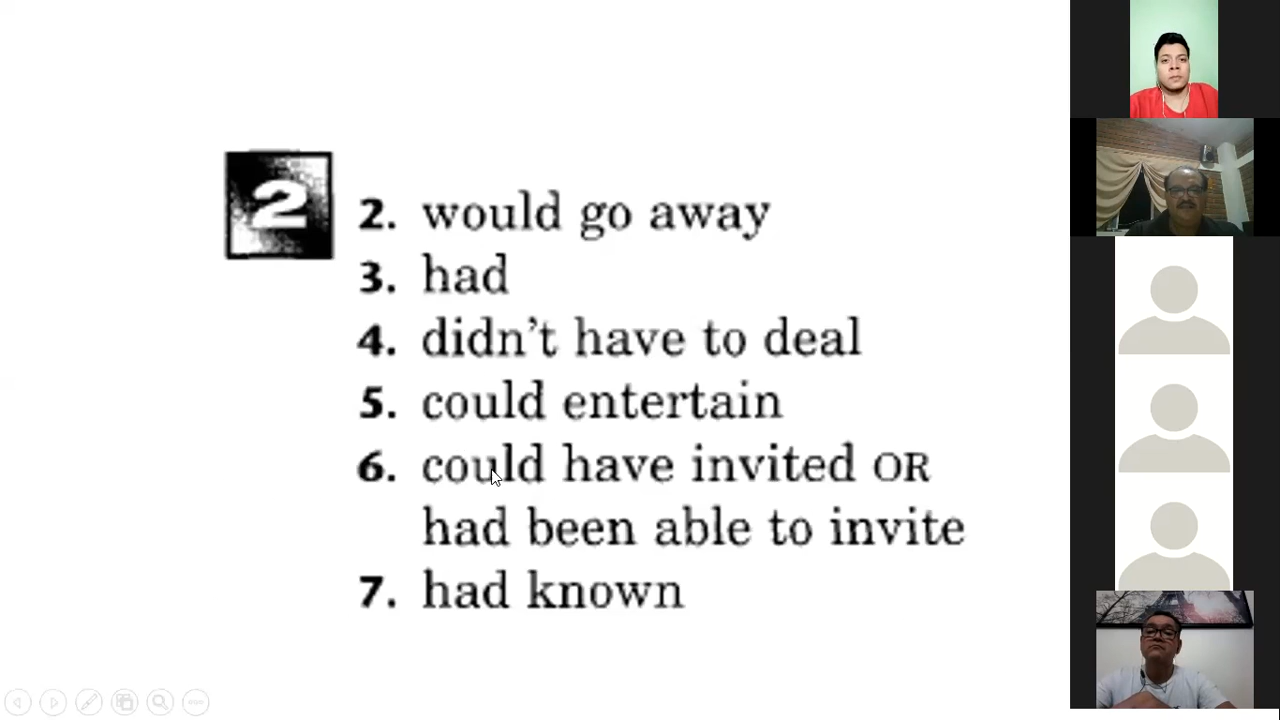 2
2. would go away
3. had
4. didn't have to deal
5. could entertain
6. could have invited OR
had been able to invite
7. had known